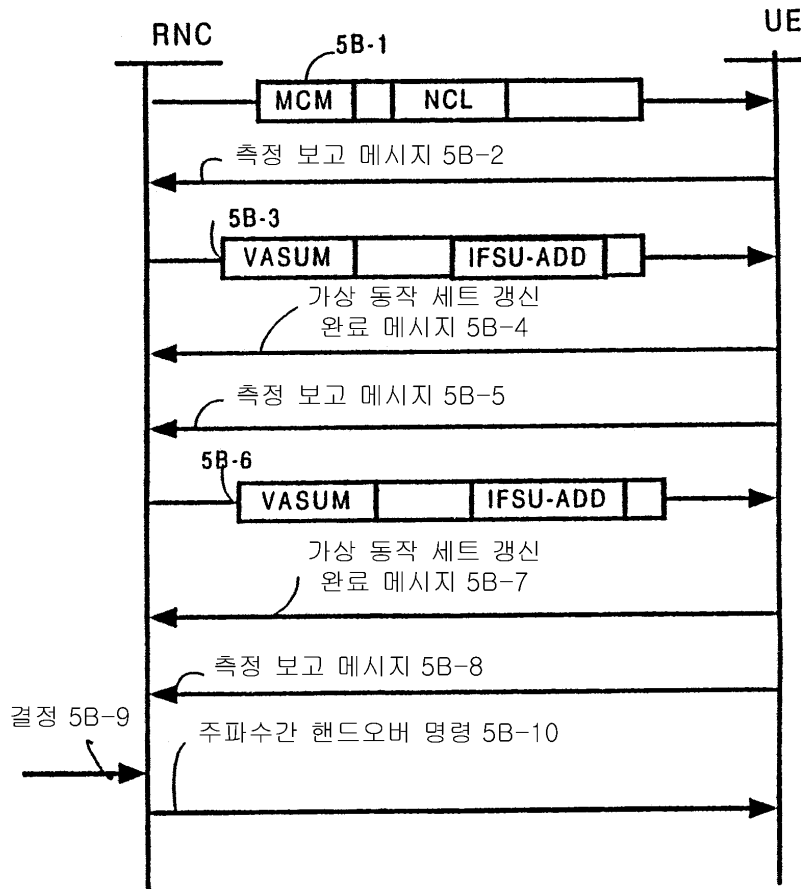 RNC
UE
5B-1
MCM NCL
측정 보고 메시지 5B-2
5B-3
VASUM IFSU-ADD
가상 동작 세트 갱신
완료 메시지 5B-4
측정 보고 메시지 5B-5
5B-6
VASUM IFSU-ADD
가상 동작 세트 갱신
완료 메시지 5B-7
측정 보고 메시지 5B-8
결정 5B-9
주파수간 핸드오버 명령 5B-10